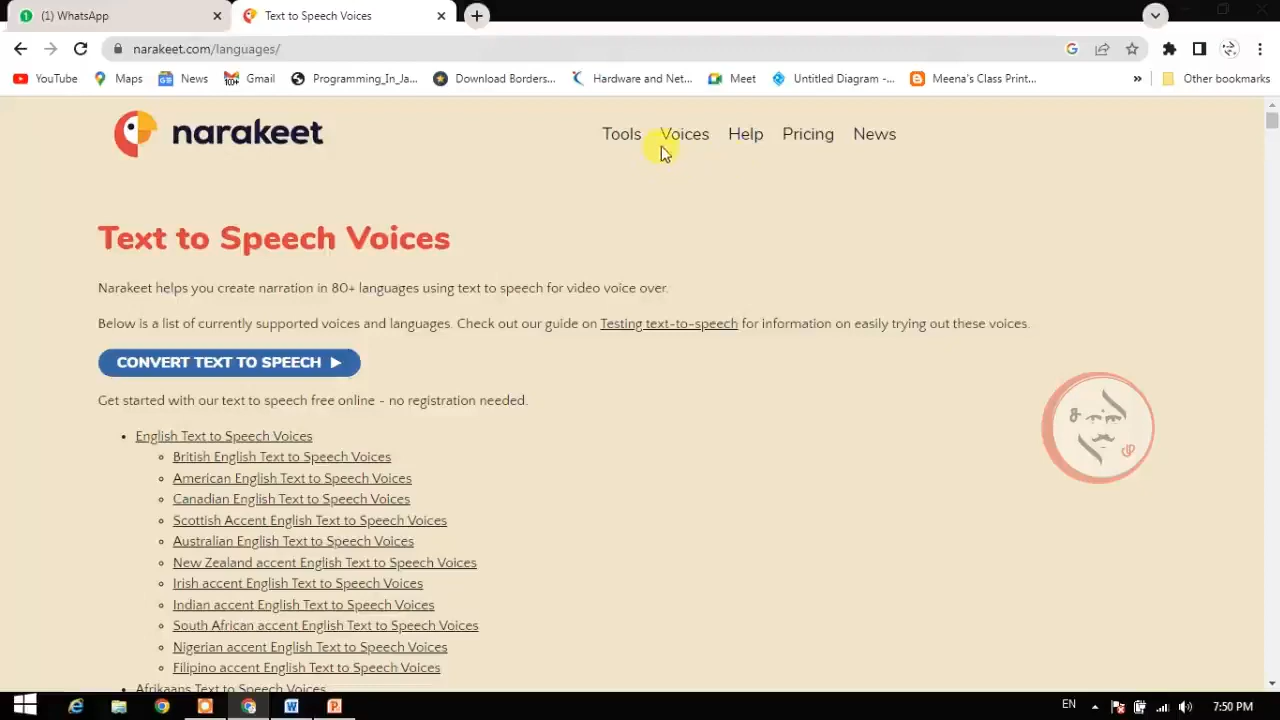 (1) WhatsApp
Text to Speech Voices
narakeet.com/languages/
YouTube Maps News Gmail Programming_In_Ja... Download Borders... Hardware and Net... Meet Untitled Diagram -... Meena's Class Print... » Other bookmarks
narakeet
Tools Voices Help Pricing News
Text to Speech Voices
Narakeet helps you create narration in 80+ languages using text to speech for video voice over.
Below is a list of currently supported voices and languages. Check out our guide on Testing text-to-speech for information on easily trying out these voices.
CONVERT TEXT TO SPEECH
Get started with our text to speech free online - no registration needed.
English Text to Speech Voices
British English Text to Speech Voices
American English Text to Speech Voices
Canadian English Text to Speech Voices
Scottish Accent English Text to Speech Voices
Australian English Text to Speech Voices
New Zealand accent English Text to Speech Voices
Irish accent English Text to Speech Voices
Indian accent English Text to Speech Voices
South African accent English Text to Speech Voices
Nigerian accent English Text to Speech Voices
Filipino accent English Text to Speech Voices
Afrikaans Text to Speech Voices
EN 7:50 PM